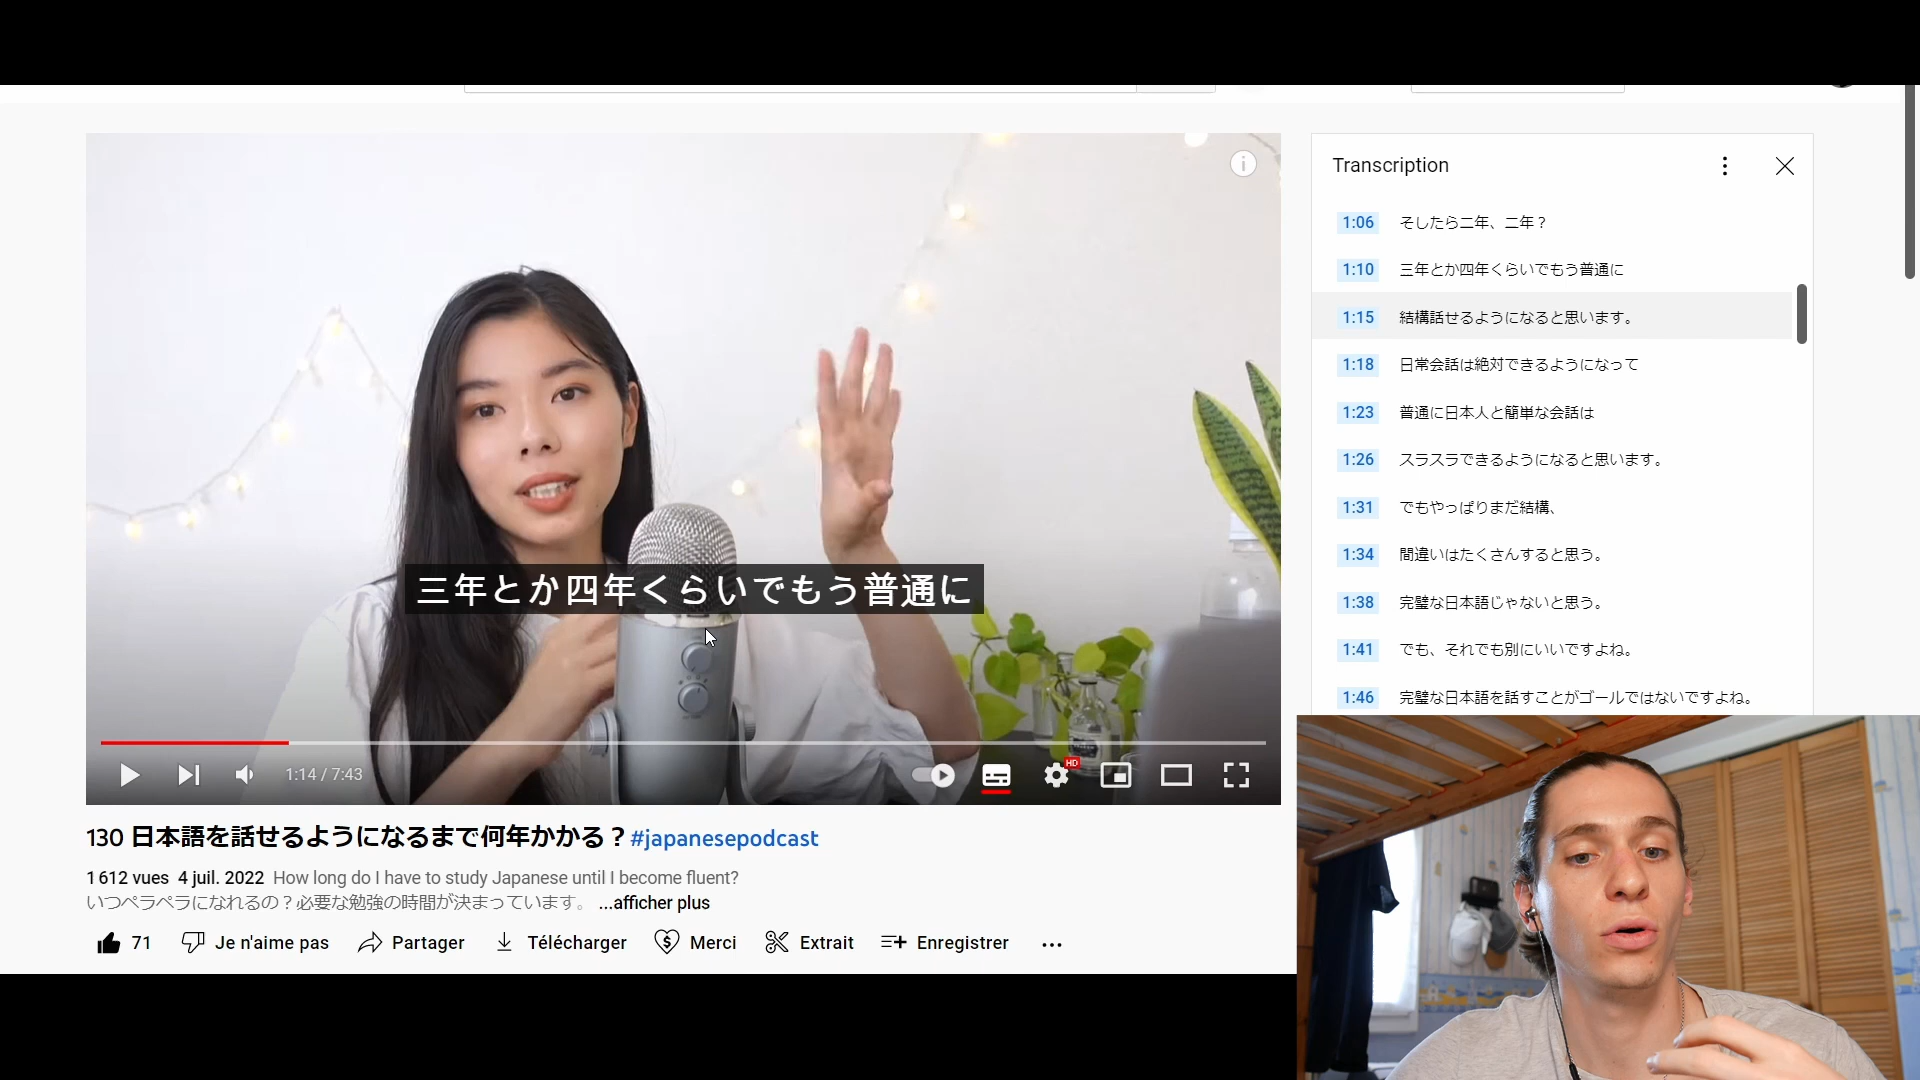 三年とか四年くらいでもう普通に
1:14 / 7:43
HD
130 日本語を話せるようになるまで何年かかる？#japanesepodcast
1 612 vues 4 juil. 2022 How long do I have to study Japanese until I become fluent?
いつペラペラになれるの？必要な勉強の時間が決まっています。 ...afficher plus
71 Je n'aime pas Partager Télécharger Merci Extrait Enregistrer
Transcription
1:06 そしたら二年、二年？
1:10 三年とか四年くらいでもう普通に
1:15 結構話せるようになると思います。
1:18 日常会話は絶対できるようになって
1:23 普通に日本人と簡単な会話は
1:26 スラスラできるようになると思います。
1:31 でもやっぱりまだ結構、
1:34 間違いはたくさんすると思う。
1:38 完璧な日本語じゃないと思う。
1:41 でも、それでも別にいいですよね。
1:46 完璧な日本語を話すことがゴールではないですよね。